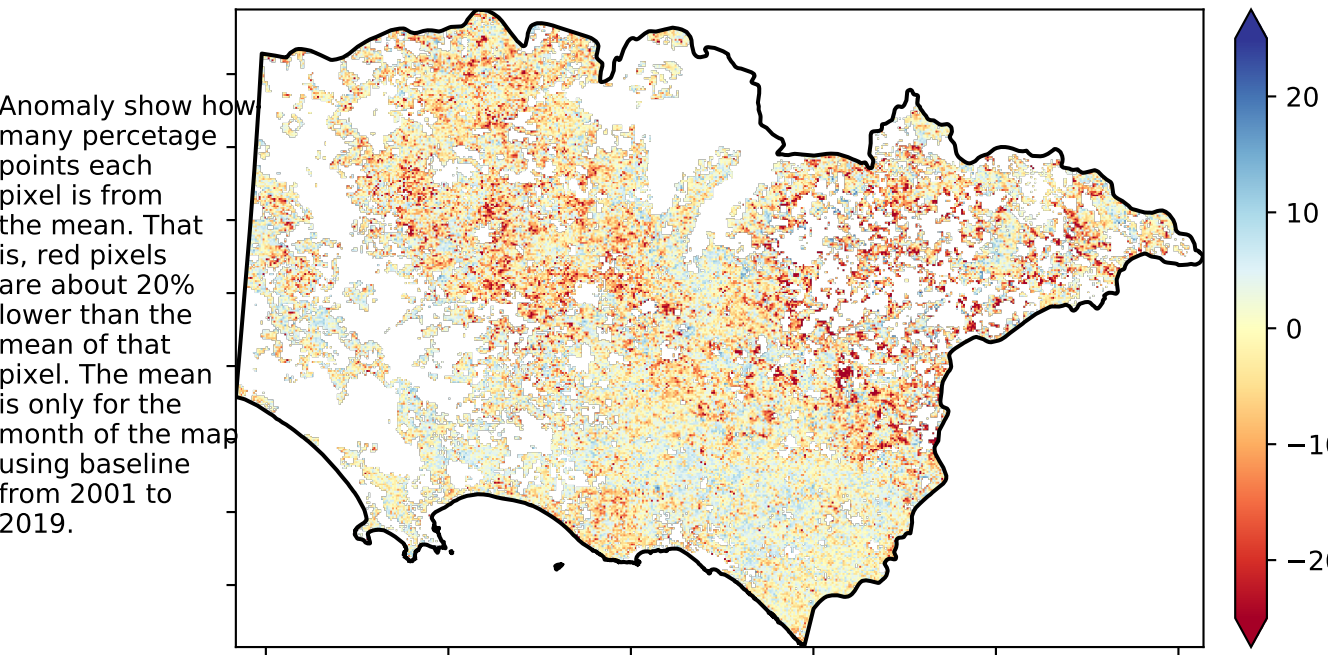 Anomaly show how
many percetage
points each
pixel is from
the mean. That
is, red pixels
are about 20%
lower than the
mean of that
pixel. The mean
is only for the
month of the map
using baseline
from 2001 to
2019.
20
10
0
−10
−20